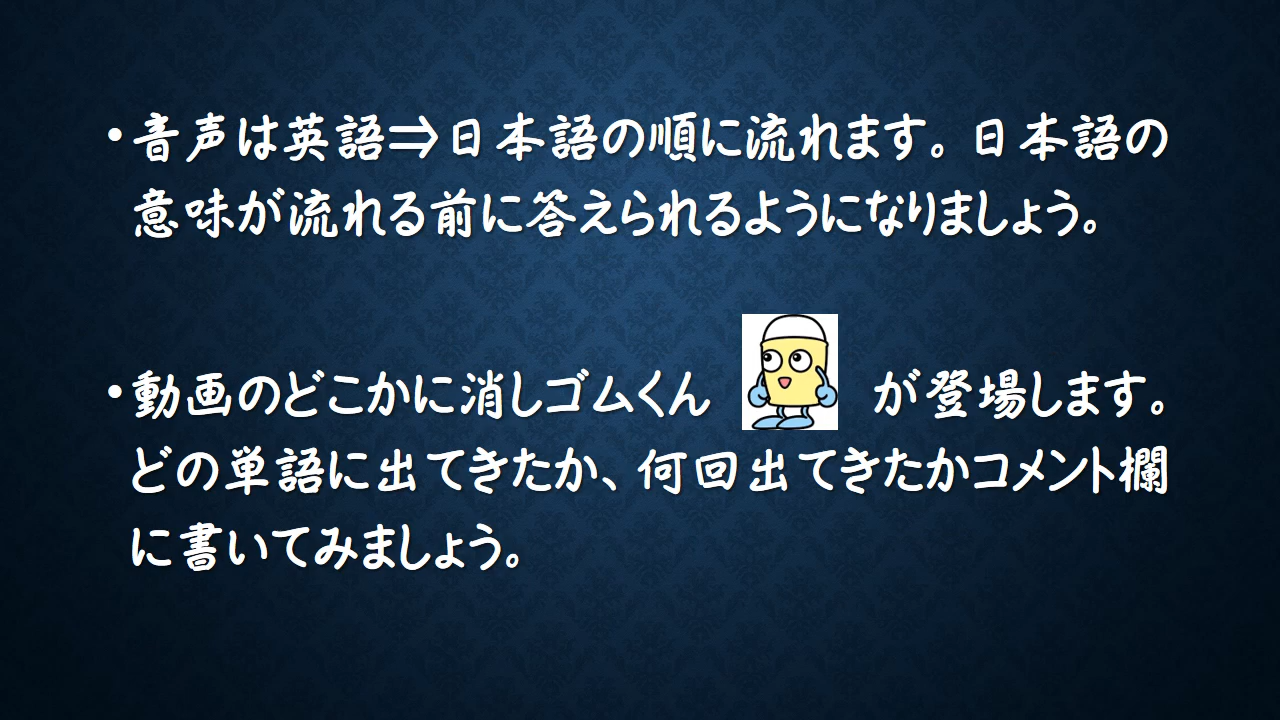 •音声は英語⇒日本語の順に流れます。日本語の
意味が流れる前に答えられるようになりましょう。
•動画のどこかに消しゴムくん が登場します。
どの単語に出てきたか、何回出てきたかコメント欄
に書いてみましょう。